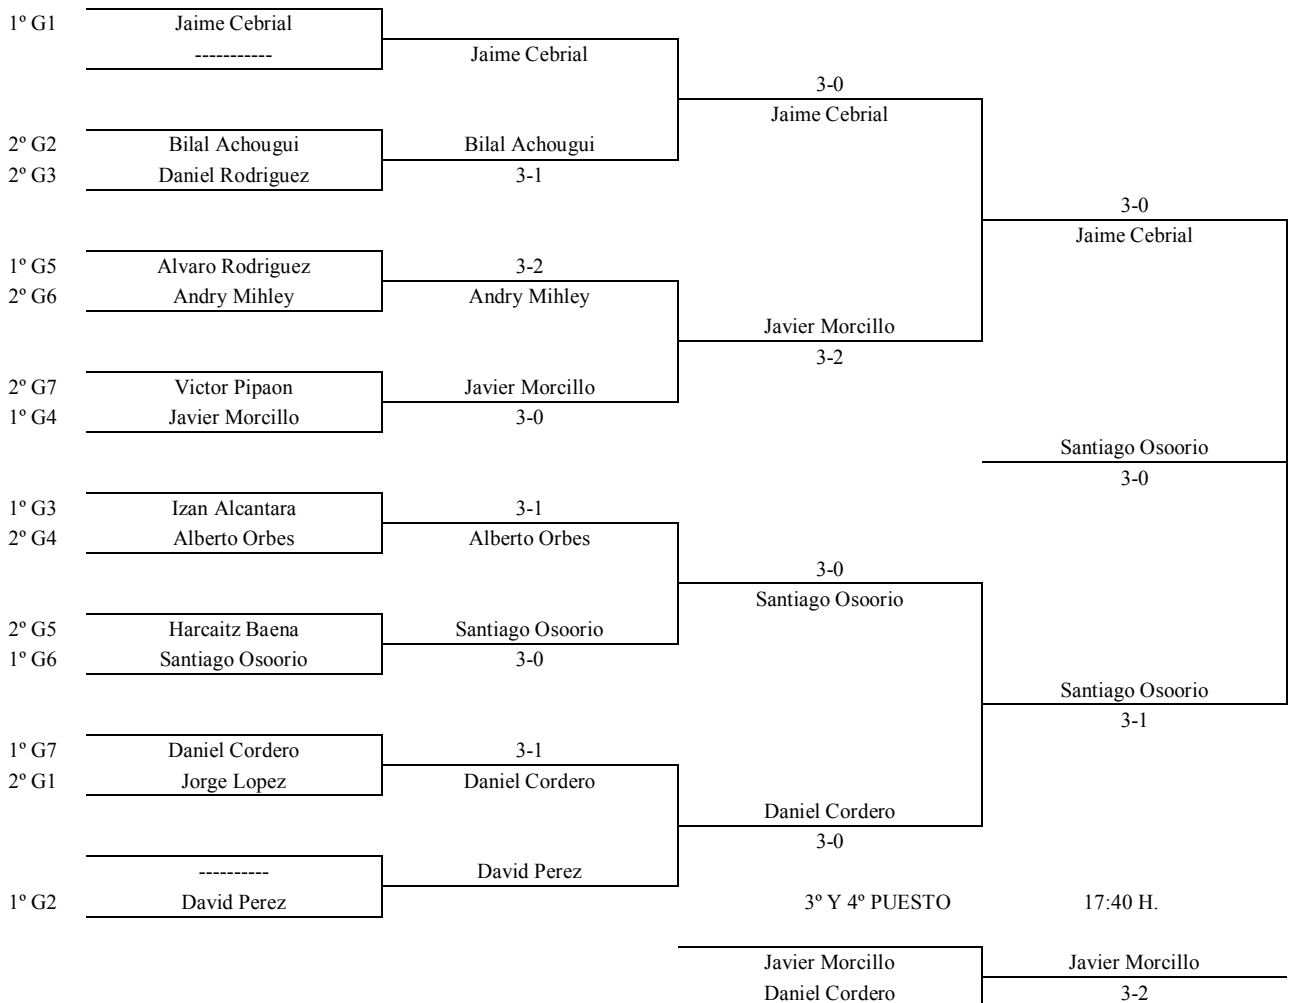 1º G1 Jaime Cebrial
----------- Jaime Cebrial
3-0
Jaime Cebrial
2º G2 Bilal Achougui Bilal Achougui
2º G3 Daniel Rodriguez 3-1
3-0
Jaime Cebrial
1º G5 Alvaro Rodriguez 3-2
2º G6 Andry Mihley Andry Mihley
Javier Morcillo
3-2
2º G7 Victor Pipaon Javier Morcillo
1º G4 Javier Morcillo 3-0
Santiago Osoorio
3-0
1º G3 Izan Alcantara 3-1
2º G4 Alberto Orbes Alberto Orbes
3-0
Santiago Osoorio
2º G5 Harcaitz Baena Santiago Osoorio
1º G6 Santiago Osoorio 3-0
Santiago Osoorio
3-1
1º G7 Daniel Cordero 3-1
2º G1 Jorge Lopez Daniel Cordero
Daniel Cordero
3-0
---------- David Perez
1º G2 David Perez 3º Y 4º PUESTO 17:40 H.
Javier Morcillo Javier Morcillo
Daniel Cordero 3-2